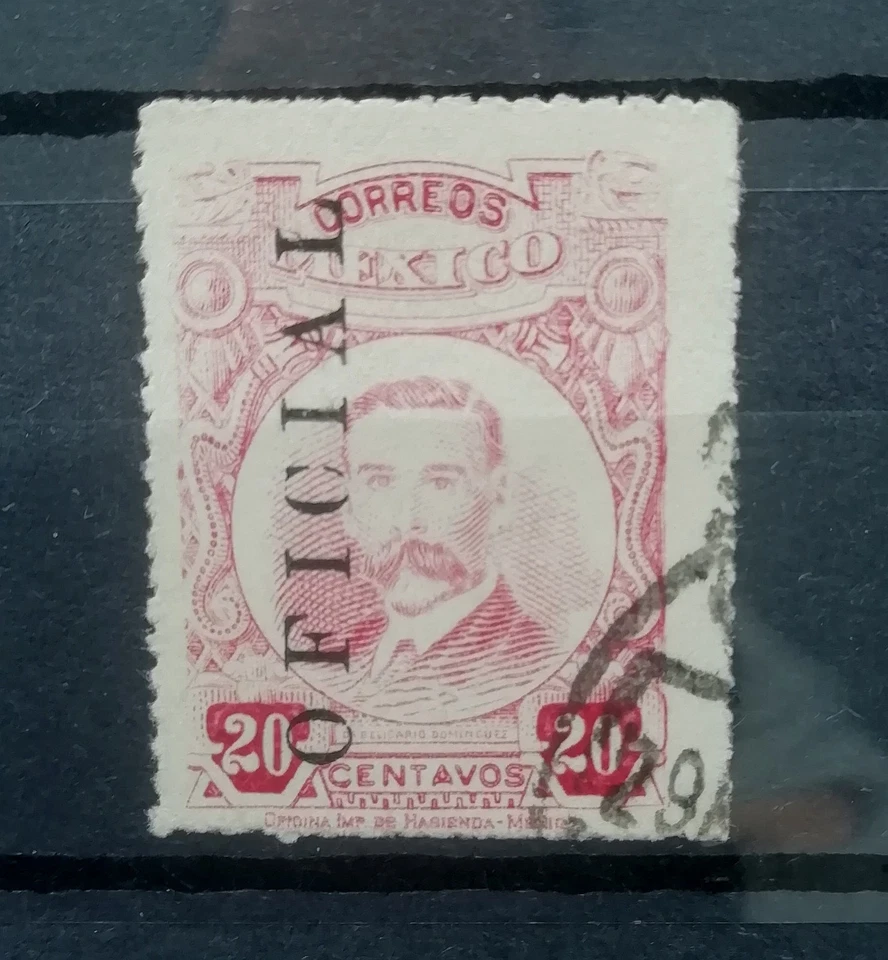 CORREOS
MEXICO
OFICIAL
BELISARIO DOMINGUEZ
20 CENTAVOS 20
OFICINA IMP DE HACIENDA-MEXICO